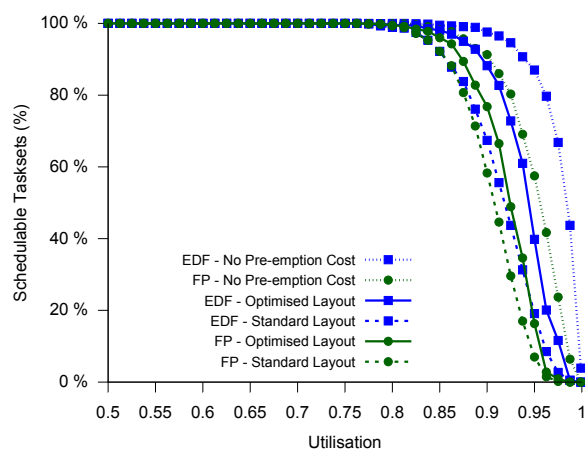 100 %
80 %
60 %
40 %
20 %
0 %
Schedulable Tasksets (%)
EDF - No Pre-emption Cost
FP - No Pre-emption Cost
EDF - Optimised Layout
EDF - Standard Layout
FP - Optimised Layout
FP - Standard Layout
0.5 0.55 0.6 0.65 0.7 0.75 0.8 0.85 0.9 0.95 1
Utilisation